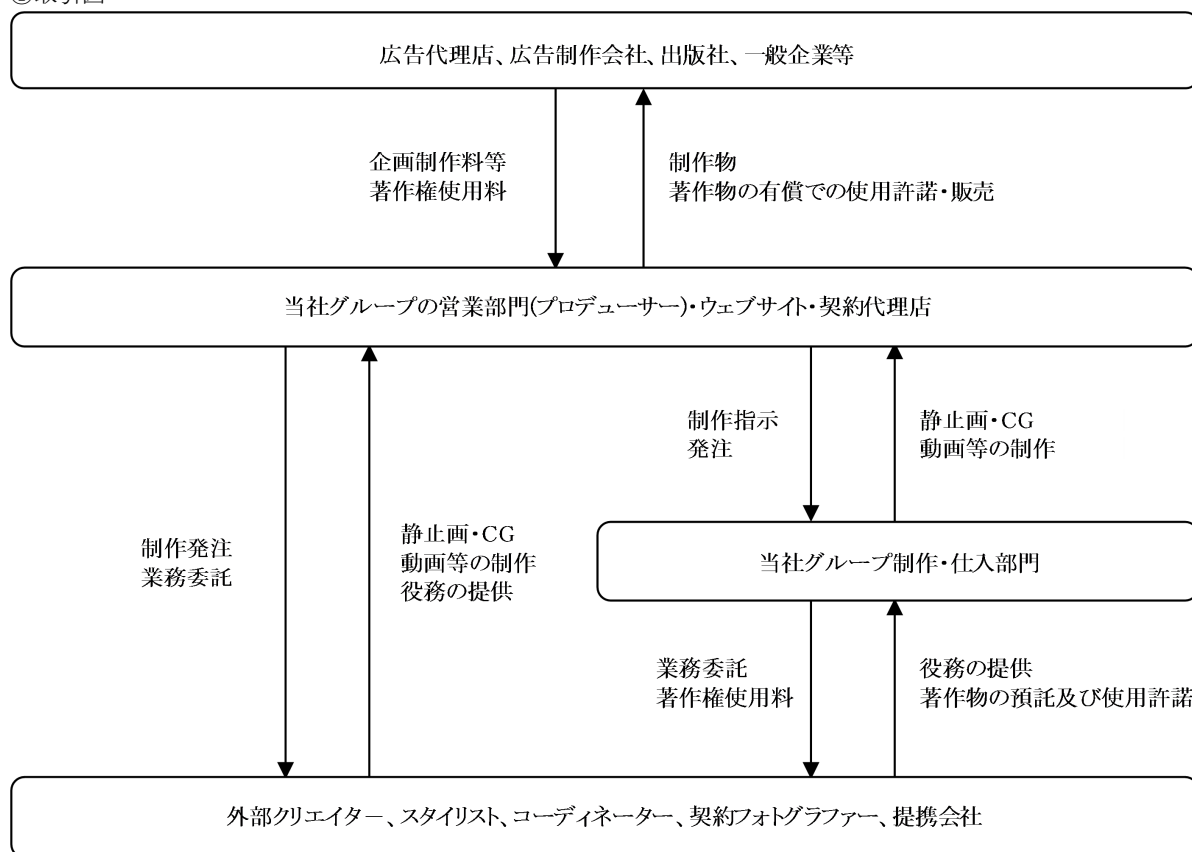 広告代理店、広告制作会社、出版社、一般企業等
企画制作料等
著作権使用料
制作物
著作物の有償での使用許諾・販売
当社グループの営業部門(プロデューサー)・ウェブサイト・契約代理店
制作指示
発注
静止画・CG
動画等の制作
制作発注
業務委託
静止画・CG
動画等の制作
役務の提供
当社グループ制作・仕入部門
業務委託
著作権使用料
役務の提供
著作物の預託及び使用許諾
外部クリエイター、スタイリスト、コーディネーター、契約フォトグラファー、提携会社